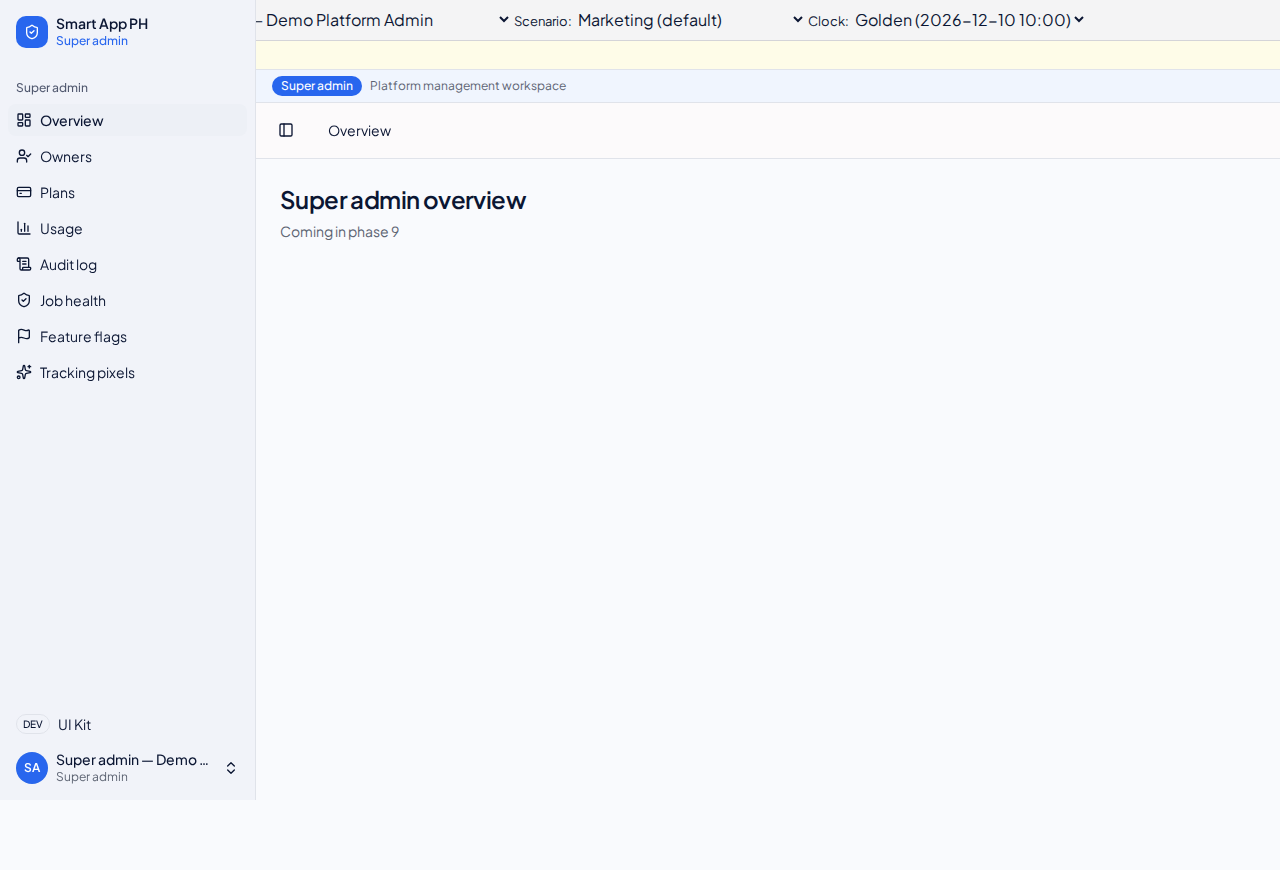 Smart App PH
Super admin
– Demo Platform Admin
Scenario: Marketing (default)
Clock: Golden (2026-12-10 10:00)
Super admin
Platform management workspace
Overview
Super admin
Overview
Owners
Plans
Usage
Audit log
Job health
Feature flags
Tracking pixels
Super admin overview
Coming in phase 9
DEV UI Kit
SA
Super admin — Demo ...
Super admin